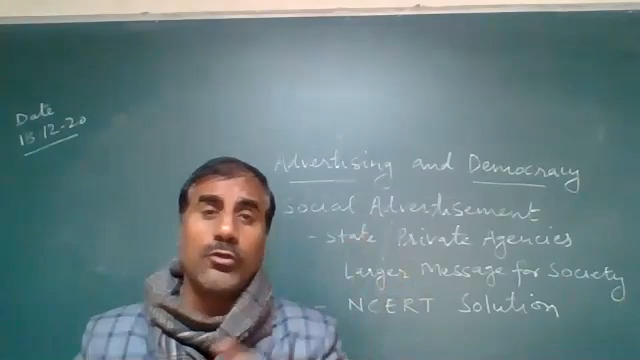 Date
18-12-20
Advertising and Democracy
Social Advertisement
- State Private Agencies
Larger Message for Society
- NCERT Solution